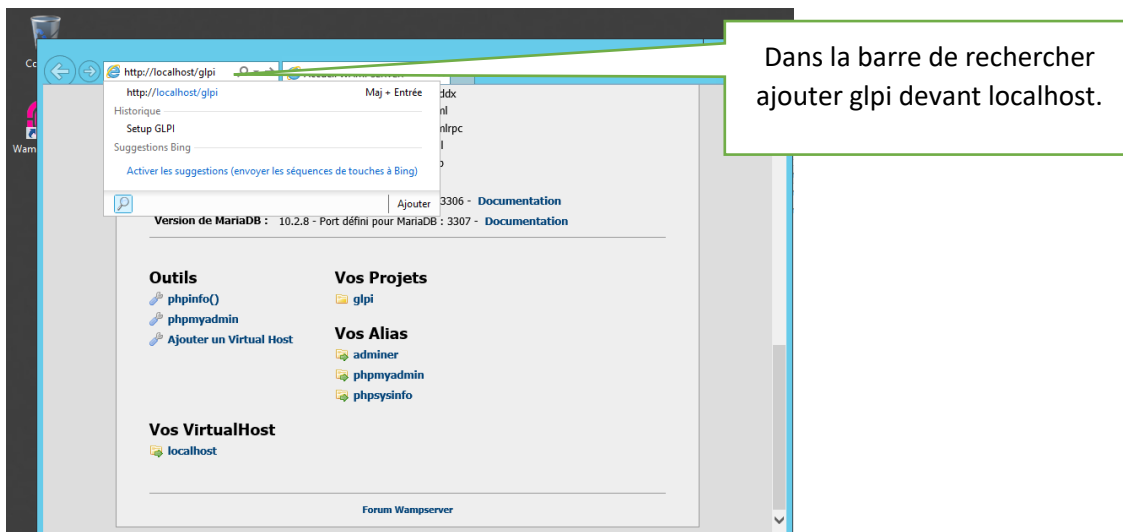 Dans la barre de rechercher
ajouter glpi devant localhost.
http://localhost/glpi
http://localhost/glpi Maj + Entrée
Historique
Setup GLPI
Suggestions Bing
Activer les suggestions (envoyer les séquences de touches à Bing)
Ajouter
3306 - Documentation
Version de MariaDB : 10.2.8 - Port défini pour MariaDB : 3307 - Documentation
Outils
phpinfo()
phpmyadmin
Ajouter un Virtual Host
Vos Projets
glpi
Vos Alias
adminer
phpmyadmin
phpsysinfo
Vos VirtualHost
localhost
Forum Wampserver